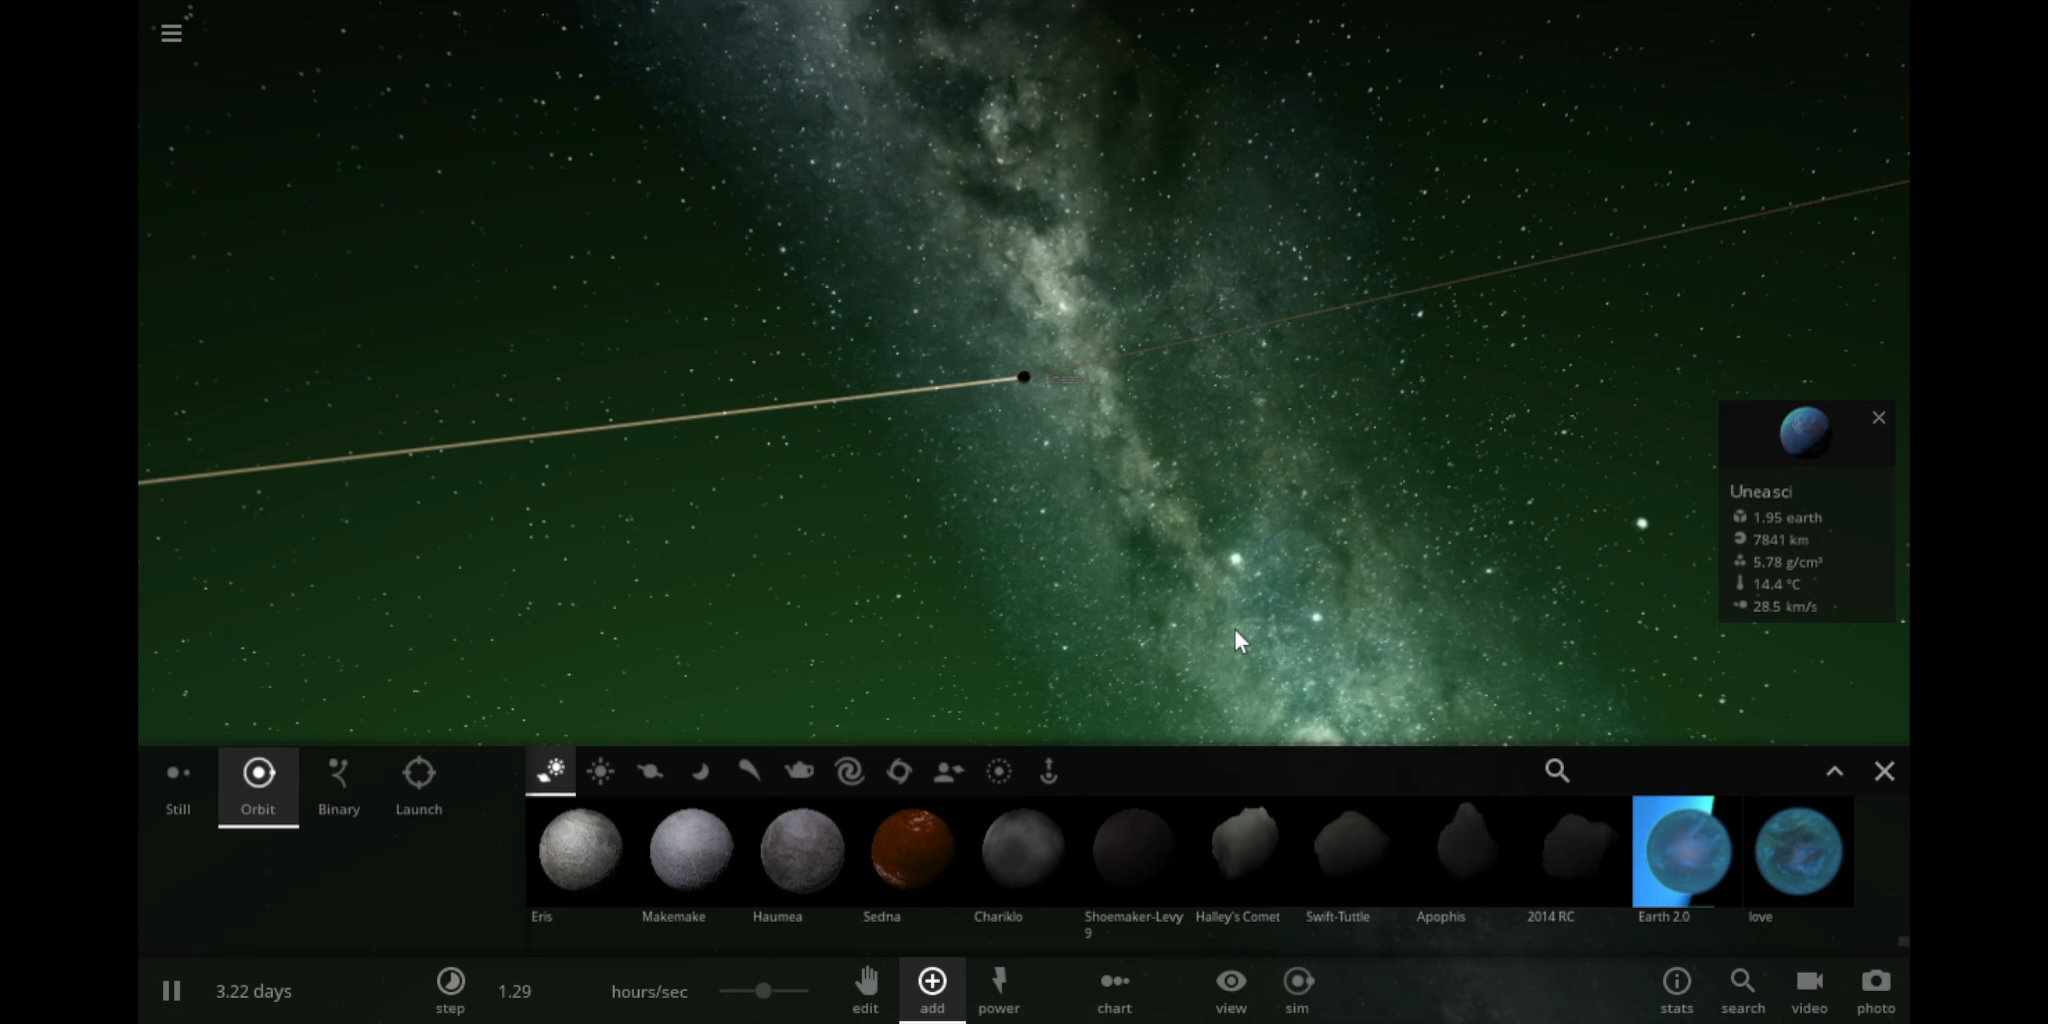 Uneasci
1.95 earth
7841 km
5.78 g/cm³
14.4 °C
28.5 km/s
Still
Orbit
Binary
Launch
Eris
Makemake
Haumea
Sedna
Chariklo
Shoemaker-Levy
9
Halley's Comet
Swift-Tuttle
Apophis
2014 RC
Earth 2.0
love
3.22 days
step
1.29
hours/sec
edit
add
power
chart
view
sim
stats
search
video
photo